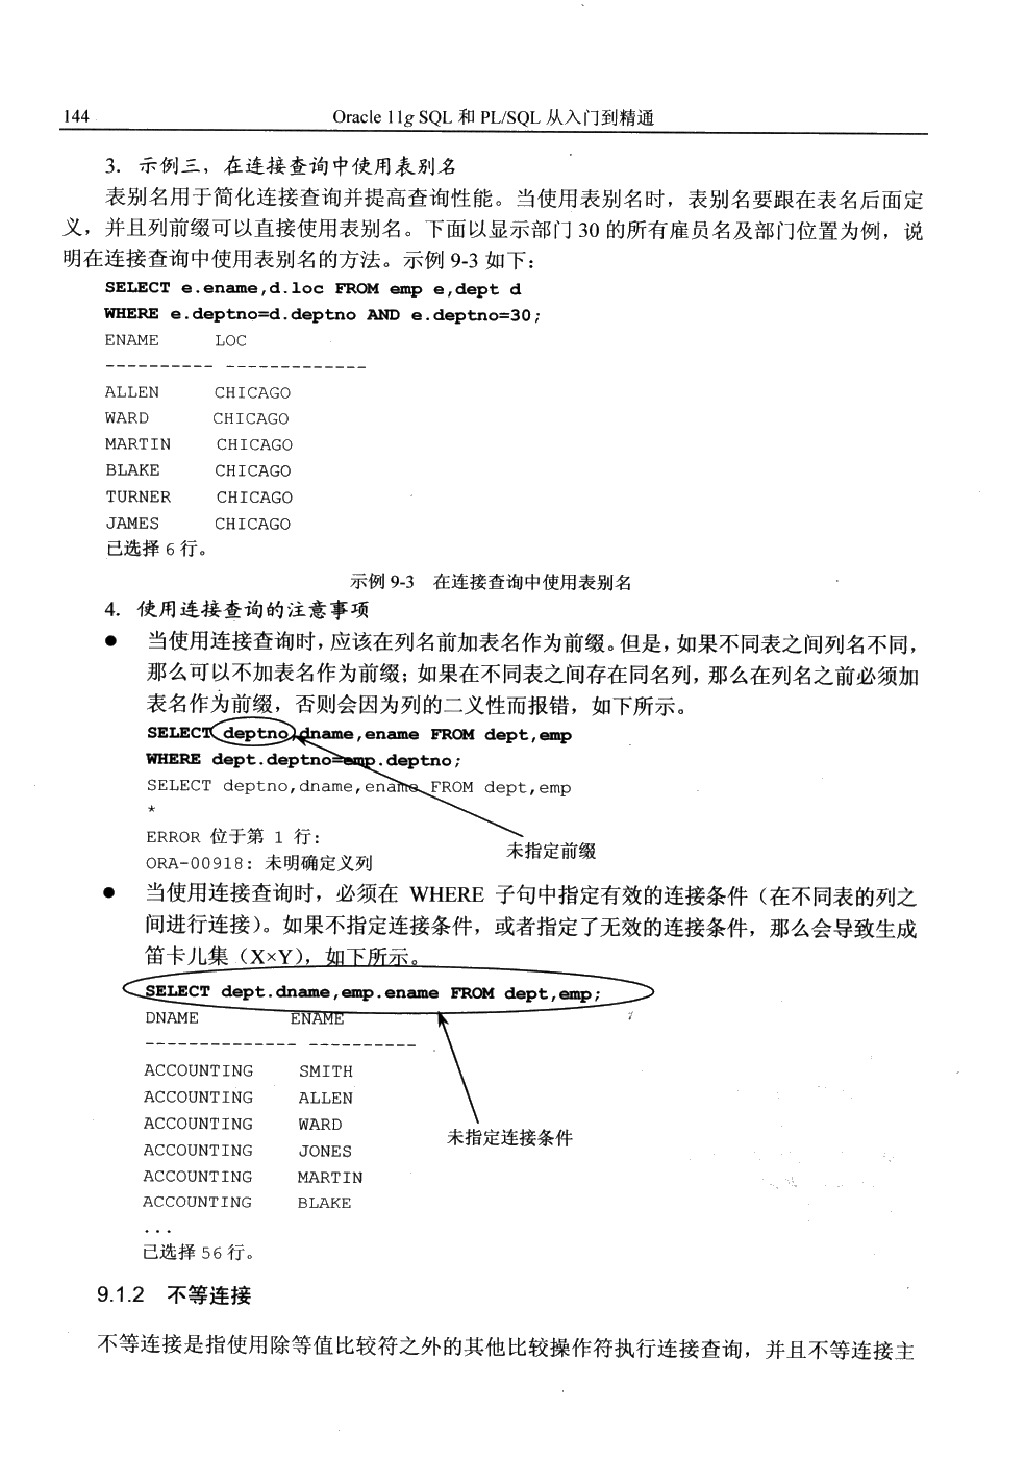 144 Oracle 11g SQL 和 PL/SQL 从入门到精通
3. 示例三，在连接查询中使用表别名
表别名用于简化连接查询并提高查询性能。当使用表别名时，表别名要跟在表名后面定
义，并且列前缀可以直接使用表别名。下面以显示部门 30 的所有雇员名及部门位置为例，说
明在连接查询中使用表别名的方法。示例 9-3 如下：
SELECT e.ename,d.loc FROM emp e,dept d
WHERE e.deptno=d.deptno AND e.deptno=30;
ENAME LOC
---------- -------------
ALLEN CHICAGO
WARD CHICAGO
MARTIN CHICAGO
BLAKE CHICAGO
TURNER CHICAGO
JAMES CHICAGO
已选择 6 行。
示例 9-3 在连接查询中使用表别名
4. 使用连接查询的注意事项
● 当使用连接查询时，应该在列名前加表名作为前缀。但是，如果不同表之间列名不同，
那么可以不加表名作为前缀；如果在不同表之间存在同名列，那么在列名之前必须加
表名作为前缀，否则会因为列的二义性而报错，如下所示。
SELECT deptno,dname,ename FROM dept,emp
WHERE dept.deptno=emp.deptno;
SELECT deptno,dname,ename FROM dept,emp
*
ERROR 位于第 1 行：
未指定前缀
ORA-00918: 未明确定义列
● 当使用连接查询时，必须在 WHERE 子句中指定有效的连接条件（在不同表的列之
间进行连接）。如果不指定连接条件，或者指定了无效的连接条件，那么会导致生成
笛卡儿集（X×Y），如下所示。
SELECT dept.dname,emp.ename FROM dept,emp;
DNAME ENAME
-------------- ----------
ACCOUNTING SMITH
ACCOUNTING ALLEN
ACCOUNTING WARD
未指定连接条件
ACCOUNTING JONES
ACCOUNTING MARTIN
ACCOUNTING BLAKE
...
已选择 56 行。
9.1.2 不等连接
不等连接是指使用除等值比较符之外的其他比较操作符执行连接查询，并且不等连接主